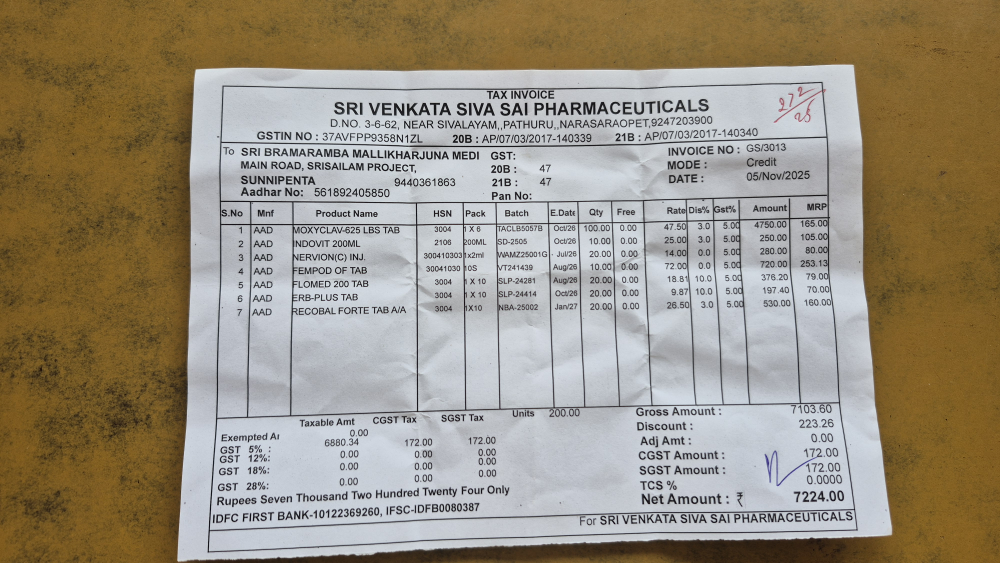 TAX INVOICE
SRI VENKATA SIVA SAI PHARMACEUTICALS
D.NO. 3-6-62, NEAR SIVALAYAM,,PATHURU,,NARASARAOPET,9247203900
GSTIN NO : 37AVFPP9358N1ZL 20B : AP/07/03/2017-140339 21B : AP/07/03/2017-140340
272/25
To SRI BRAMARAMBA MALLIKHARJUNA MEDI GST: INVOICE NO : GS/3013
MAIN ROAD, SRISAILAM PROJECT, 20B : 47 MODE : Credit
SUNNIPENTA 9440361863 21B : 47 DATE : 05/Nov/2025
Aadhar No: 561892405850 Pan No:
S.No Mnf Product Name HSN Pack Batch E.Date Qty Free Rate Dis% Gst% Amount MRP
1 AAD MOXYCLAV-625 LBS TAB 3004 1 X 6 TACLB5057B Oct/26 100.00 0.00 47.50 3.0 5.00 4750.00 165.00
2 AAD INDOVIT 200ML 2106 200ML SD-2505 Oct/26 10.00 0.00 25.00 3.0 5.00 250.00 105.00
3 AAD NERVION(C) INJ. 300410303 1x2ml WAMZ25001G - Jul/26 20.00 0.00 14.00 0.0 5.00 280.00 80.00
4 AAD FEMPOD OF TAB 30041030 10S VT241439 Aug/26 10.00 0.00 72.00 0.0 5.00 720.00 253.13
5 AAD FLOMED 200 TAB 3004 1 X 10 SLP-24281 Aug/26 20.00 0.00 18.81 10.0 5.00 376.20 79.00
6 AAD ERB-PLUS TAB 3004 1 X 10 SLP-24414 Oct/26 20.00 0.00 9.87 10.0 5.00 197.40 70.00
7 AAD RECOBAL FORTE TAB A/A 3004 1X10 NBA-25002 Jan/27 20.00 0.00 26.50 3.0 5.00 530.00 160.00
Taxable Amt CGST Tax SGST Tax Units 200.00 Gross Amount : 7103.60
Exempted Ar 0.00 Discount : 223.26
GST 5% : 6880.34 172.00 172.00 Adj Amt : 0.00
GST 12%: 0.00 0.00 0.00 CGST Amount : 172.00
GST 18%: 0.00 0.00 0.00 SGST Amount : 172.00
GST 28%: 0.00 0.00 0.00 TCS % 0.0000
Rupees Seven Thousand Two Hundred Twenty Four Only Net Amount : ₹ 7224.00
IDFC FIRST BANK-10122369260, IFSC-IDFB0080387
For SRI VENKATA SIVA SAI PHARMACEUTICALS